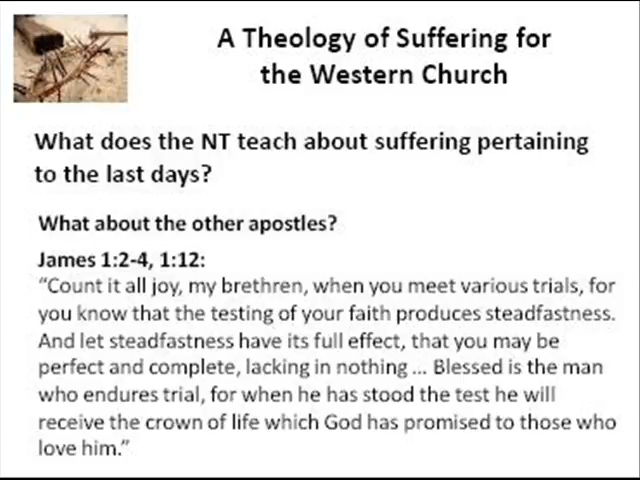 A Theology of Suffering for
the Western Church
What does the NT teach about suffering pertaining
to the last days?
What about the other apostles?
James 1:2-4, 1:12:
“Count it all joy, my brethren, when you meet various trials, for
you know that the testing of your faith produces steadfastness.
And let steadfastness have its full effect, that you may be
perfect and complete, lacking in nothing ... Blessed is the man
who endures trial, for when he has stood the test he will
receive the crown of life which God has promised to those who
love him.”